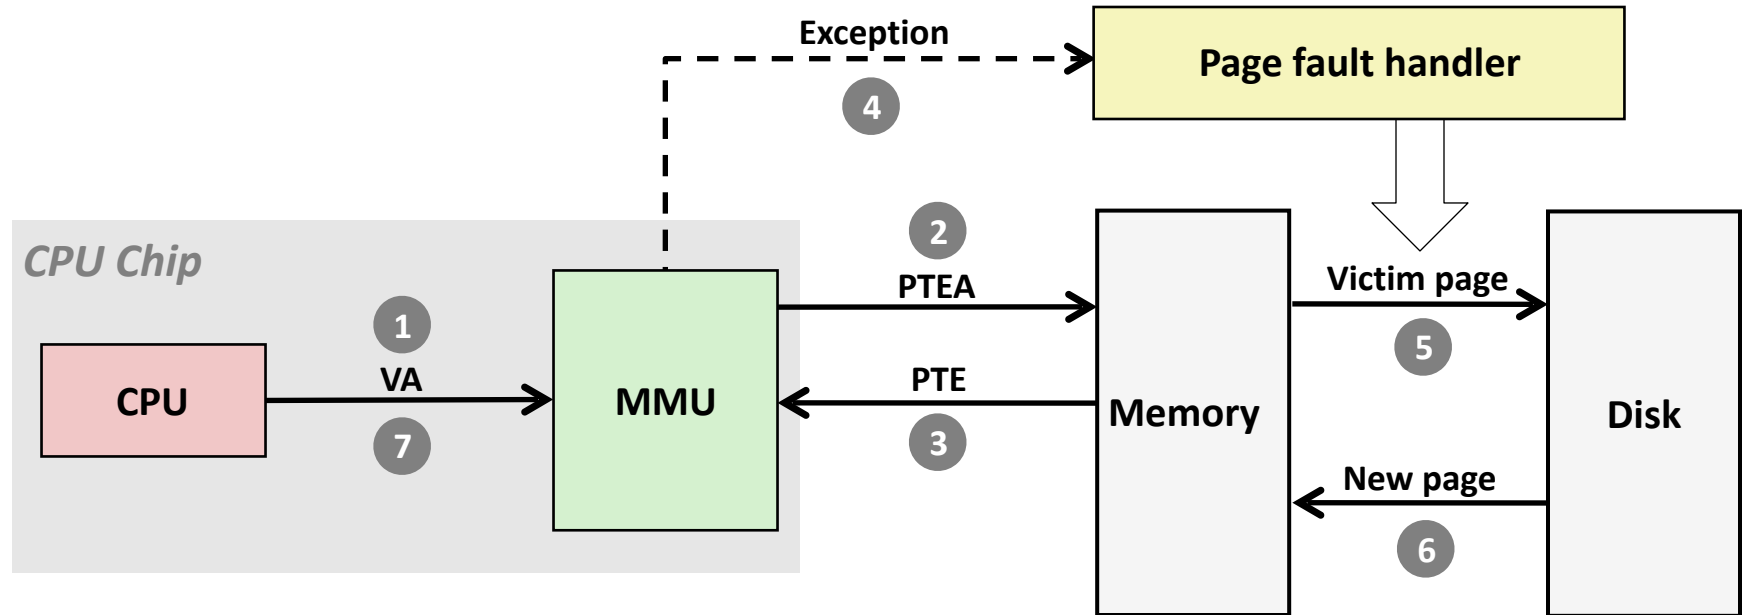 Exception
Page fault handler
4
CPU Chip
2
PTEA
Victim page
1
5
VA
PTE
CPU
MMU
Memory
Disk
7
3
New page
6